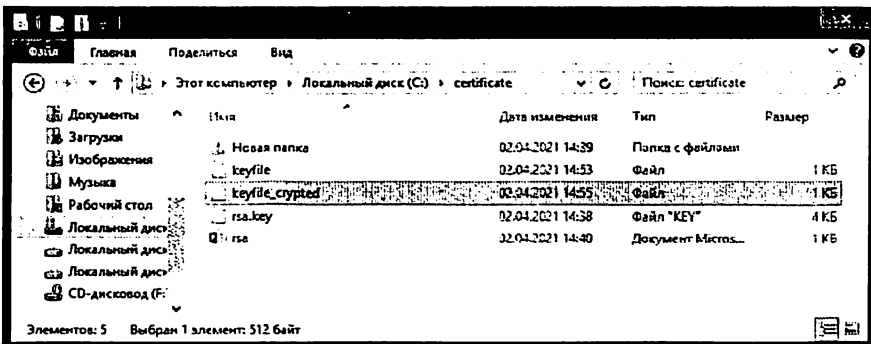 Файл Главная Поделиться Вид
Этот компьютер Локальный диск (C:) certificate Поиск: certificate
Документы
Загрузки
Изображения
Музыка
Рабочий стол
Локальный диск
Локальный диск
Локальный диск
CD-дисковод (F:
Имя Дата изменения Тип Размер
Новая папка 02.04.2021 14:39 Папка с файлами
keyfile 02.04.2021 14:53 Файл 1 КБ
keyfile_crypted 02.04.2021 14:55 Файл 1 КБ
rsa.key 02.04.2021 14:38 Файл "KEY" 4 КБ
rsa 02.04.2021 14:40 Документ Micros... 1 КБ
Элементов: 5 Выбран 1 элемент: 512 байт